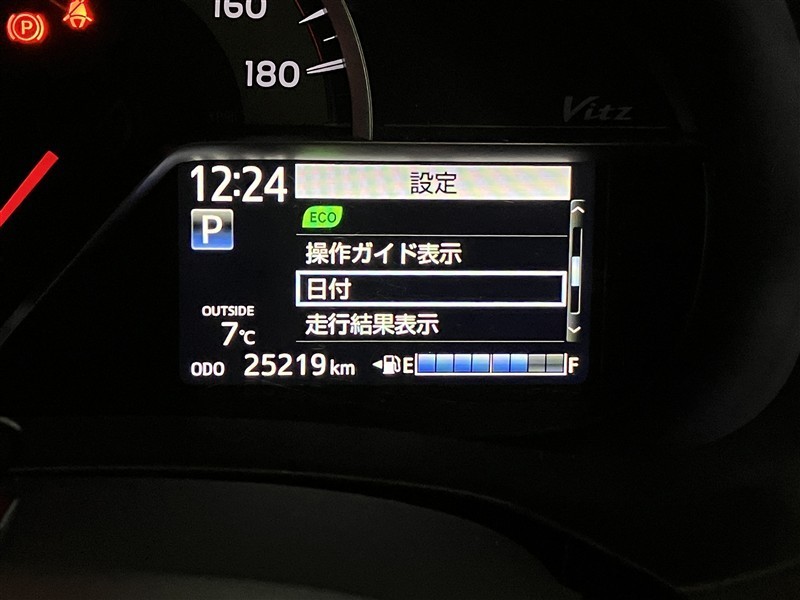 160
180
Vitz
12:24
設定
P
ECO
操作ガイド表示
日付
OUTSIDE
走行結果表示
7℃
ODO 25219 km
E F